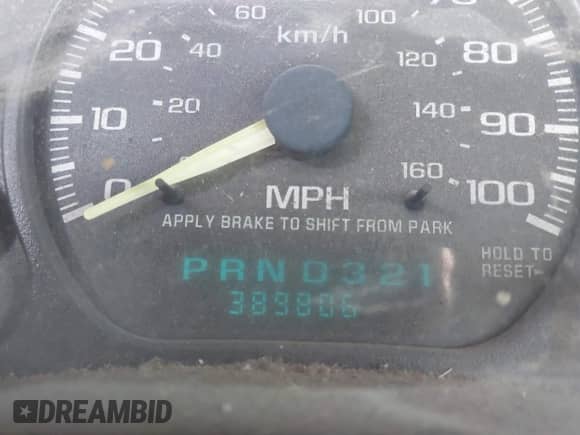 60 100
km/h
20 40 120 80
20 140
10 90
0 MPH 160 100
APPLY BRAKE TO SHIFT FROM PARK
HOLD TO
RESET
PRND321
389806
DREAMBID